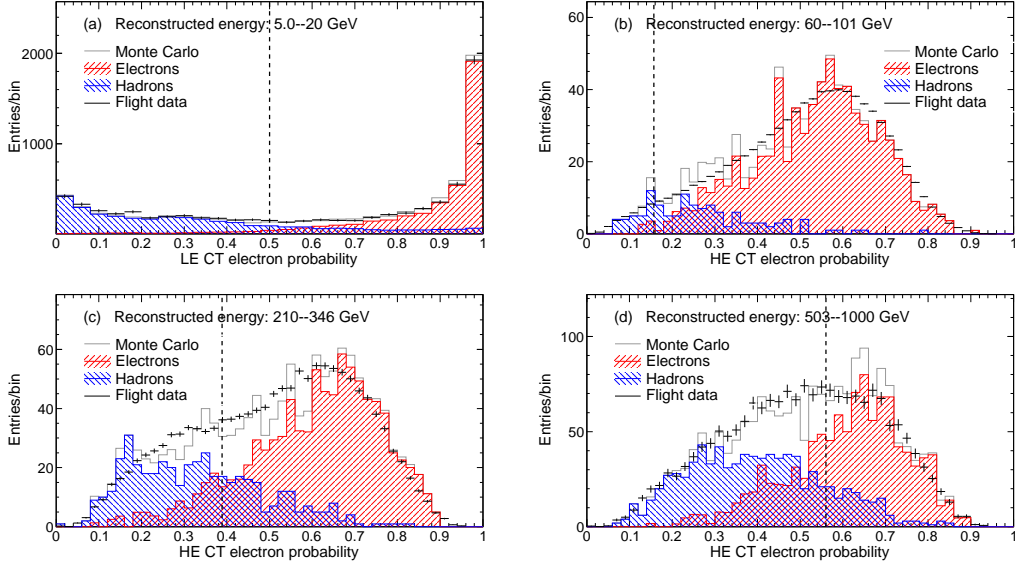 (a) Reconstructed energy: 5.0--20 GeV
Monte Carlo
Electrons
Hadrons
Flight data
Entries/bin
2000
1000
0 0.1 0.2 0.3 0.4 0.5 0.6 0.7 0.8 0.9 1
LE CT electron probability
(b) Reconstructed energy: 60--101 GeV
Monte Carlo
Electrons
Hadrons
Flight data
Entries/bin
60
40
20
0
0 0.1 0.2 0.3 0.4 0.5 0.6 0.7 0.8 0.9 1
HE CT electron probability
(c) Reconstructed energy: 210--346 GeV
Monte Carlo
Electrons
Hadrons
Flight data
Entries/bin
60
40
20
0
0 0.1 0.2 0.3 0.4 0.5 0.6 0.7 0.8 0.9 1
HE CT electron probability
(d) Reconstructed energy: 503--1000 GeV
Monte Carlo
Electrons
Hadrons
Flight data
Entries/bin
100
50
0
0 0.1 0.2 0.3 0.4 0.5 0.6 0.7 0.8 0.9 1
HE CT electron probability